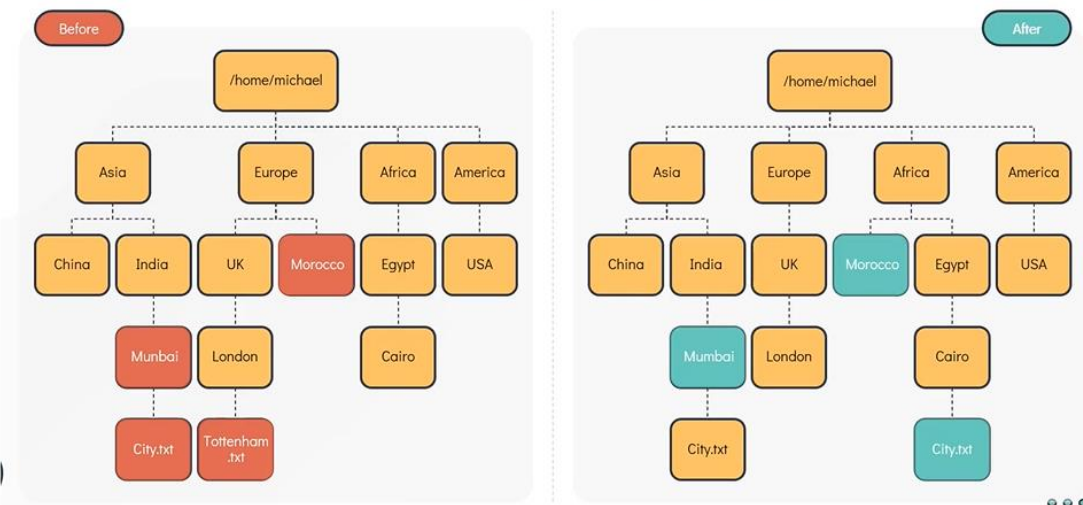 Before
/home/michael
Asia
Europe
Africa
America
China
India
UK
Morocco
Egypt
USA
Munbai
London
Cairo
City.txt
Tottenham
.txt
After
/home/michael
Asia
Europe
Africa
America
China
India
UK
Morocco
Egypt
USA
Mumbai
London
Cairo
City.txt
City.txt